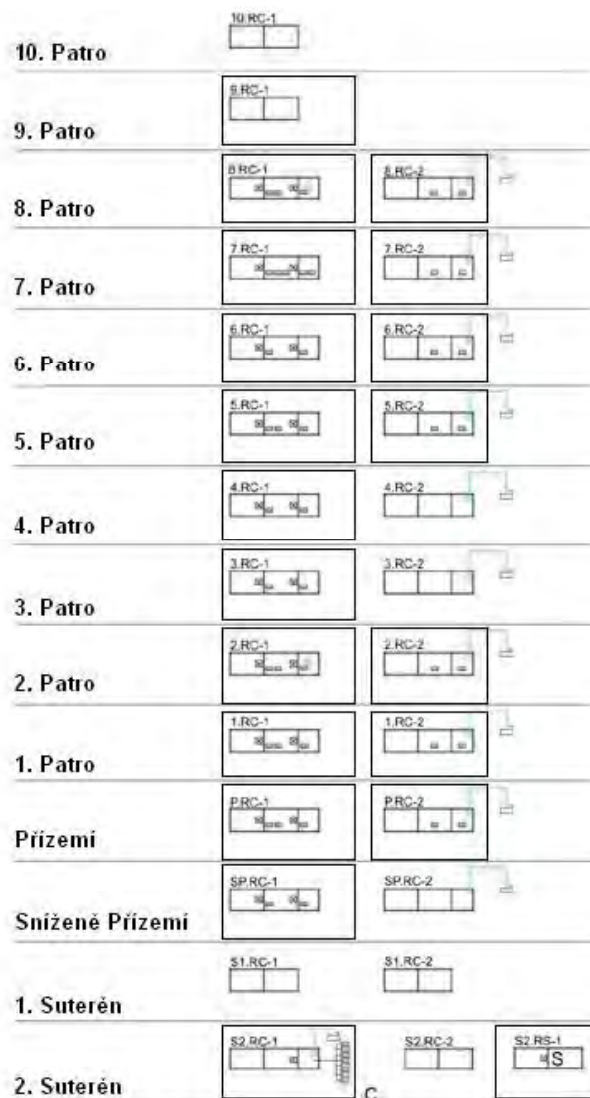 10.RC-1
10. Patro
9.RC-1
9. Patro
8.RC-1 8.RC-2
8. Patro
7.RC-1 7.RC-2
7. Patro
6.RC-1 6.RC-2
6. Patro
5.RC-1 5.RC-2
5. Patro
4.RC-1 4.RC-2
4. Patro
3.RC-1 3.RC-2
3. Patro
2.RC-1 2.RC-2
2. Patro
1.RC-1 1.RC-2
1. Patro
P.RC-1 P.RC-2
Přízemí
SP.RC-1 SP.RC-2
Snížené Přízemí
S1.RC-1 S1.RC-2
1. Suterén
S2.RC-1 S2.RC-2 S2.RS-1
S
2. Suterén
C